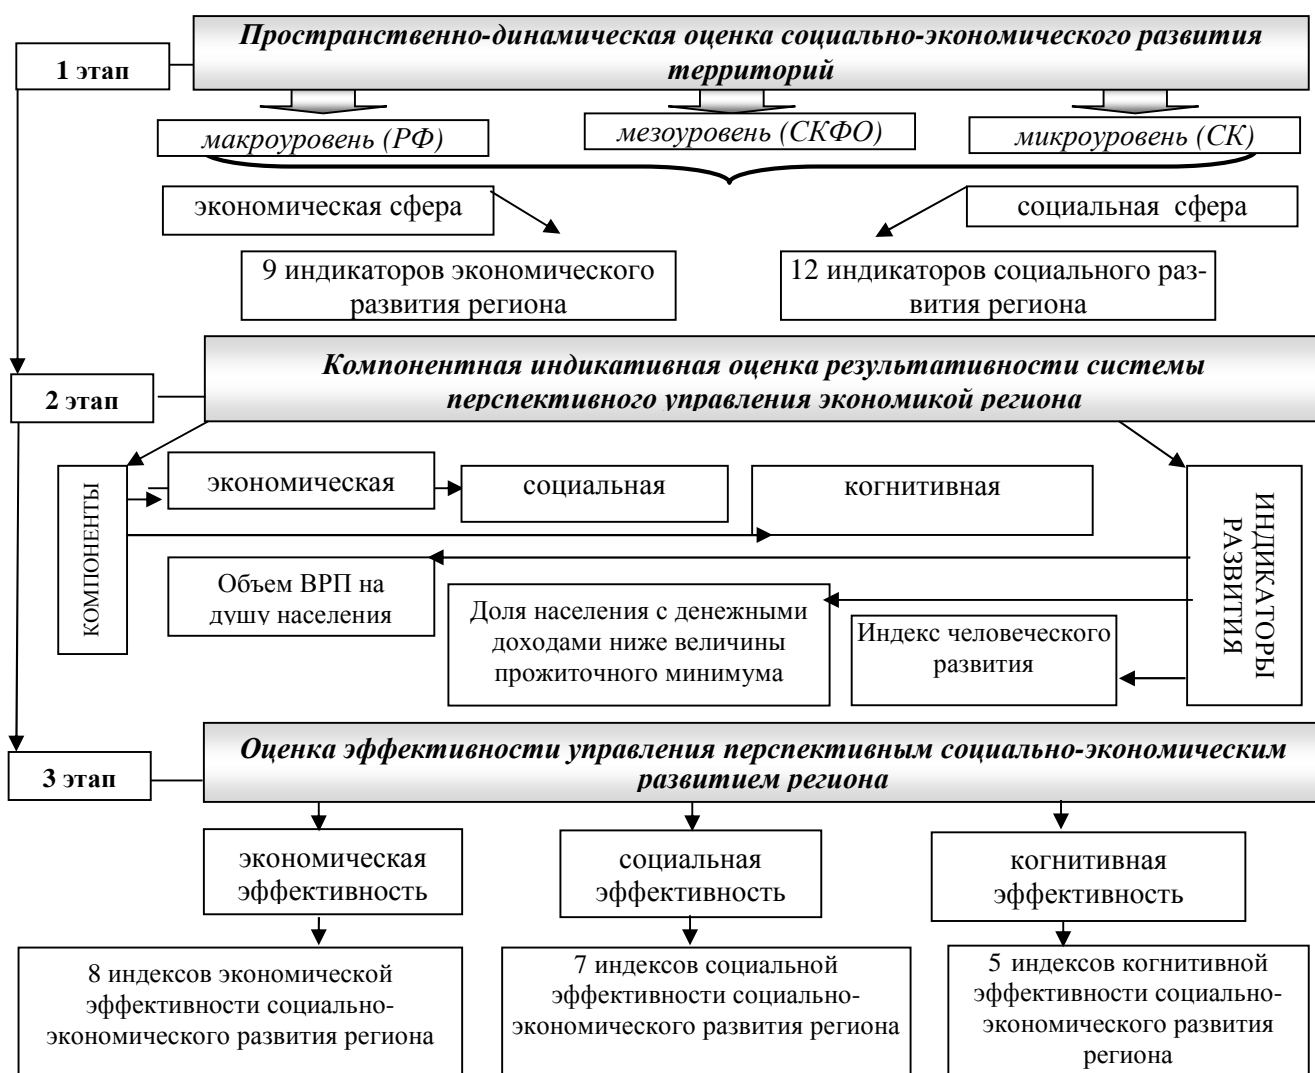 Пространственно-динамическая оценка социально-экономического развития
территорий
1 этап
макроуровень (РФ)
мезоуровень (СКФО)
микроуровень (СК)
экономическая сфера
социальная сфера
9 индикаторов экономического
развития региона
12 индикаторов социального раз-
вития региона
Компонентная индикативная оценка результативности системы
перспективного управления экономикой региона
2 этап
КОМПОНЕНТЫ
экономическая
социальная
когнитивная
ИНДИКАТОРЫ
РАЗВИТИЯ
Объем ВРП на
душу населения
Доля населения с денежными
доходами ниже величины
прожиточного минимума
Индекс человеческого
развития
Оценка эффективности управления перспективным социально-экономическим
развитием региона
3 этап
экономическая
эффективность
социальная
эффективность
когнитивная
эффективность
8 индексов экономической
эффективности социально-
экономического развития региона
7 индексов социальной
эффективности социально-
экономического развития региона
5 индексов когнитивной
эффективности социально-
экономического развития
региона